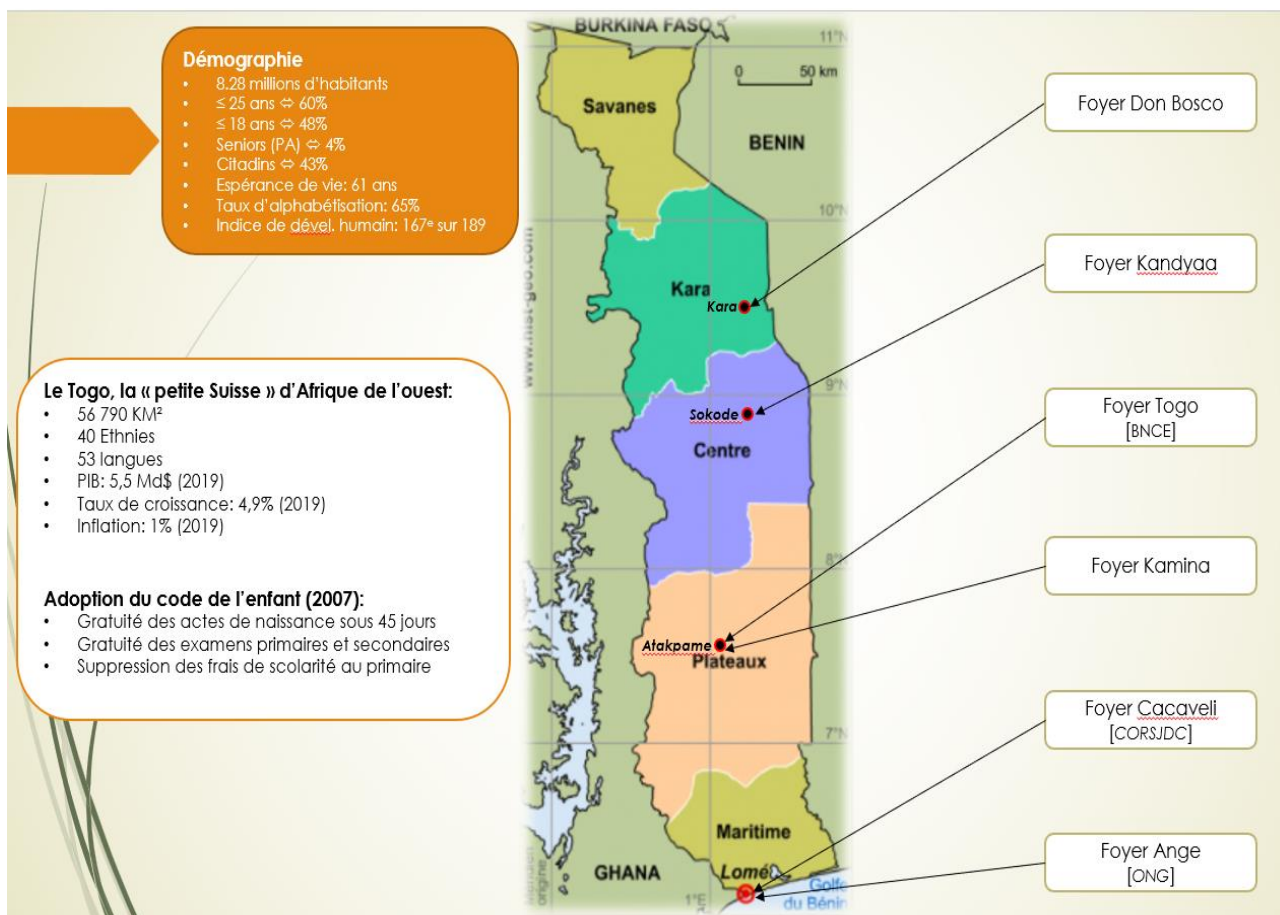 Démographie
• 8.28 millions d’habitants
• ≤ 25 ans ⇔ 60%
• ≤ 18 ans ⇔ 48%
• Seniors (PA) ⇔ 4%
• Citadins ⇔ 43%
• Espérance de vie: 61 ans
• Taux d’alphabétisation: 65%
• Indice de dével. humain: 167ᵉ sur 189
Le Togo, la « petite Suisse » d’Afrique de l’ouest:
• 56 790 KM²
• 40 Ethnies
• 53 langues
• PIB: 5,5 Md$ (2019)
• Taux de croissance: 4,9% (2019)
• Inflation: 1% (2019)
Adoption du code de l’enfant (2007):
• Gratuité des actes de naissance sous 45 jours
• Gratuité des examens primaires et secondaires
• Suppression des frais de scolarité au primaire
BURKINA FASO
11°N
0 50 km
Savanes
BENIN
10°N
Kara
Kara
9°N
Sokode
Centre
8°N
Atakpame
Plateaux
7°N
Maritime
GHANA
Lomé
Golfe
du Bénin
origine
Foyer Don Bosco
Foyer Kandyaa
Foyer Togo
[BNCE]
Foyer Kamina
Foyer Cacaveli
[CORSJDC]
Foyer Ange
[ONG]